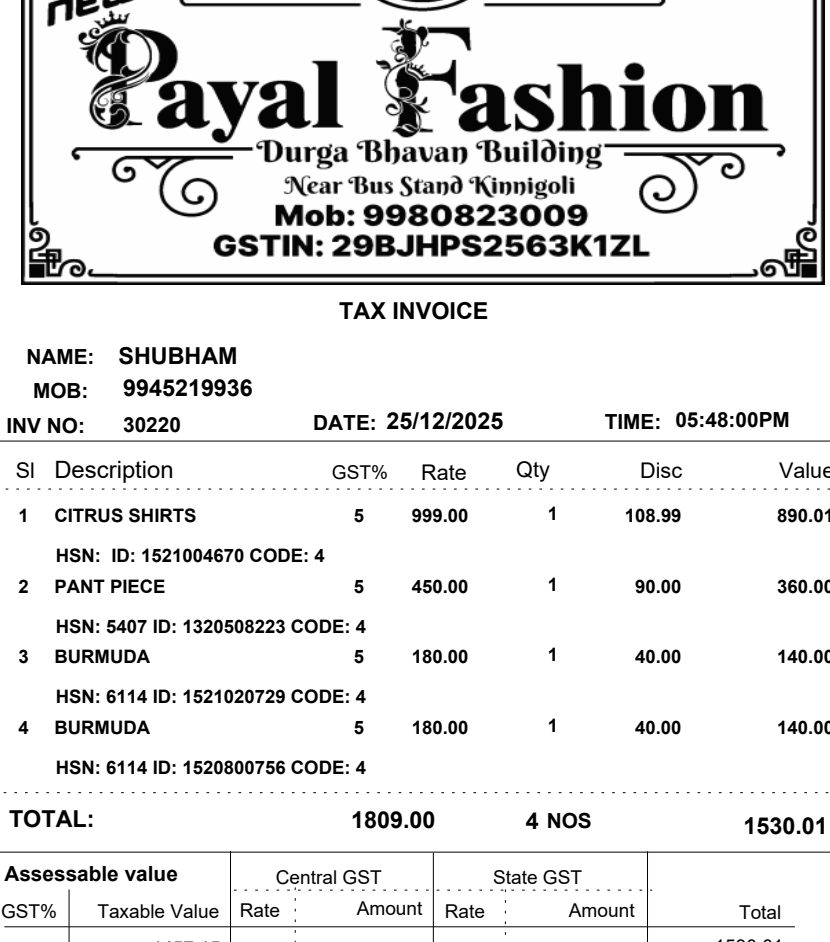 new
Payal Fashion
Durga Bhavan Building
Near Bus Stand Kinnigoli
Mob: 9980823009
GSTIN: 29BJHPS2563K1ZL
TAX INVOICE
NAME: SHUBHAM
MOB: 9945219936
INV NO: 30220 DATE: 25/12/2025 TIME: 05:48:00PM
Sl Description GST% Rate Qty Disc Value
1 CITRUS SHIRTS 5 999.00 1 108.99 890.01
HSN: ID: 1521004670 CODE: 4
2 PANT PIECE 5 450.00 1 90.00 360.00
HSN: 5407 ID: 1320508223 CODE: 4
3 BURMUDA 5 180.00 1 40.00 140.00
HSN: 6114 ID: 1521020729 CODE: 4
4 BURMUDA 5 180.00 1 40.00 140.00
HSN: 6114 ID: 1520800756 CODE: 4
TOTAL: 1809.00 4 NOS 1530.01
Assessable value Central GST State GST
GST% Taxable Value Rate Amount Rate Amount Total